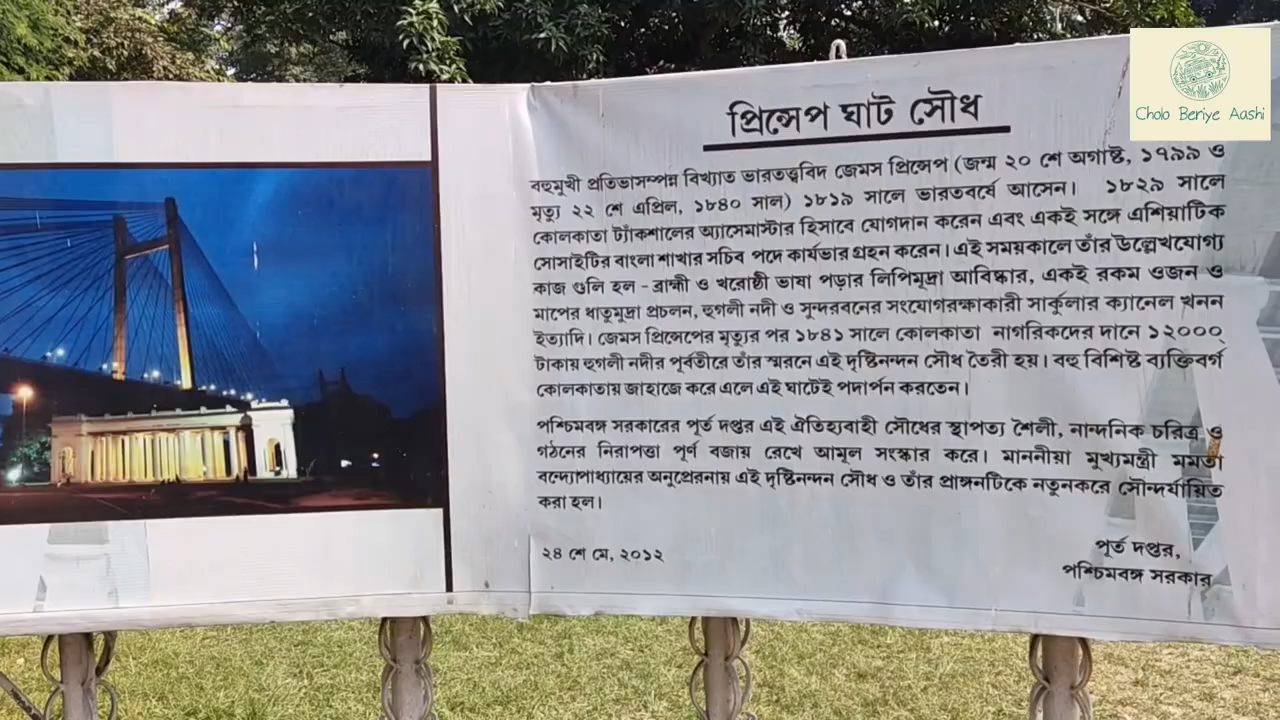 Cholo Beriye Aashi
প্রিন্সেপ ঘাট সৌধ
বহুমূখী প্রতিভাসম্পন্ন বিখ্যাত ভারততত্ত্ববিদ জেমস প্রিন্সেপ (জন্ম ২০ শে অগাষ্ট, ১৭৯৯ ও
মৃত্যু ২২ শে এপ্রিল, ১৮৪০ সাল) ১৮১৯ সালে ভারতবর্ষে আসেন। ১৮২৯ সালে
কোলকাতা ট্যাঁকশালের অ্যাসেমাস্টার হিসাবে যোগদান করেন এবং একই সঙ্গে এশিয়াটিক
সোসাইটির বাংলা শাখার সচিব পদে কার্যভার গ্রহন করেন। এই সময়কালে তাঁর উল্লেখযোগ্য
কাজ গুলি হল - ব্রাহ্মী ও খরোষ্ঠী ভাষা পড়ার লিপিমুদ্রা আবিষ্কার, একই রকম ওজন ও
মাপের ধাতুমুদ্রা প্রচলন, হুগলী নদী ও সুন্দরবনের সংযোগরক্ষাকারী সার্কুলার ক্যানেল খনন
ইত্যাদি। জেমস প্রিন্সেপের মৃত্যুর পর ১৮৪১ সালে কোলকাতা নাগরিকদের দানে ১২০০০
টাকায় হুগলী নদীর পূর্বতীরে তাঁর স্মরনে এই দৃষ্টিনন্দন সৌধ তৈরী হয়। বহু বিশিষ্ট ব্যক্তিবর্গ
কোলকাতায় জাহাজে করে এলে এই ঘাটেই পদার্পন করতেন।
পশ্চিমবঙ্গ সরকারের পূর্ত দপ্তর এই ঐতিহ্যবাহী সৌধের স্থাপত্য শৈলী, নান্দনিক চরিত্র ও
গঠনের নিরাপত্তা পূর্ণ বজায় রেখে আমূল সংস্কার করে। মাননীয়া মুখ্যমন্ত্রী মমতা
বন্দ্যোপাধ্যায়ের অনুপ্রেরনায় এই দৃষ্টিনন্দন সৌধ ও তাঁর প্রাঙ্গনটিকে নতুনকরে সৌন্দর্যায়িত
করা হল।
২৪ শে মে, ২০১২
পূর্ত দপ্তর,
পশ্চিমবঙ্গ সরকার